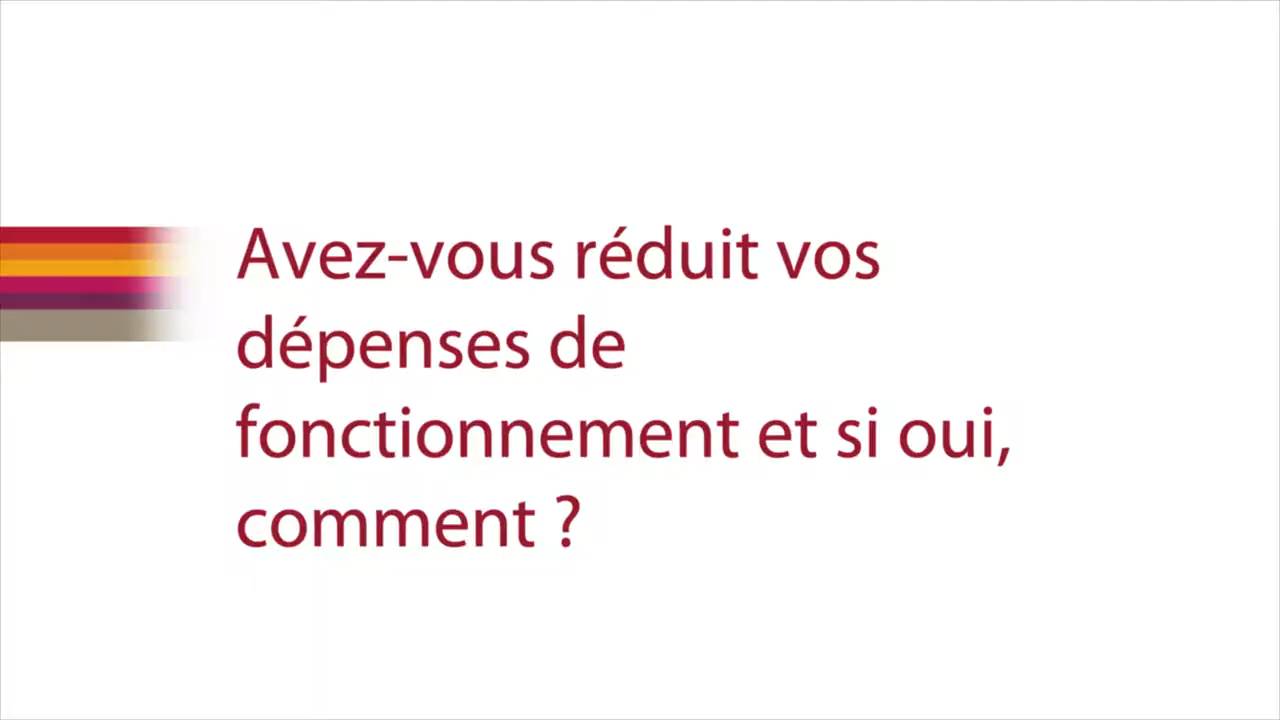 Avez-vous réduit vos
dépenses de
fonctionnement et si oui,
comment ?